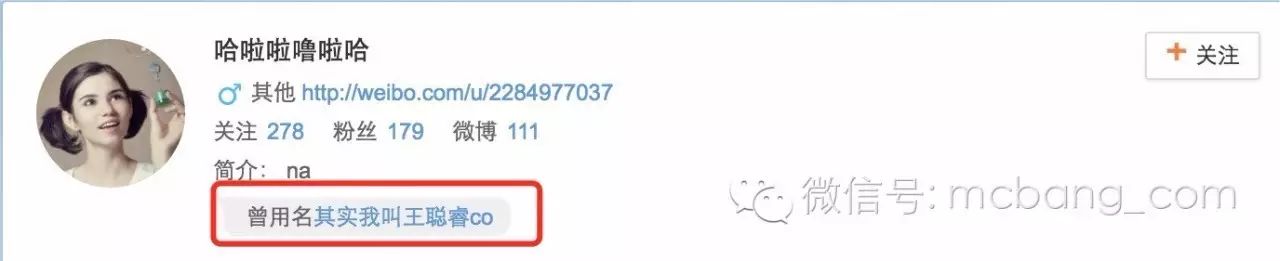 哈啦啦噜啦哈
+ 关注
其他 http://weibo.com/u/2284977037
关注 278 粉丝 179 微博 111
简介： na
曾用名其实我叫王聪睿co
微信号: mcbang_com